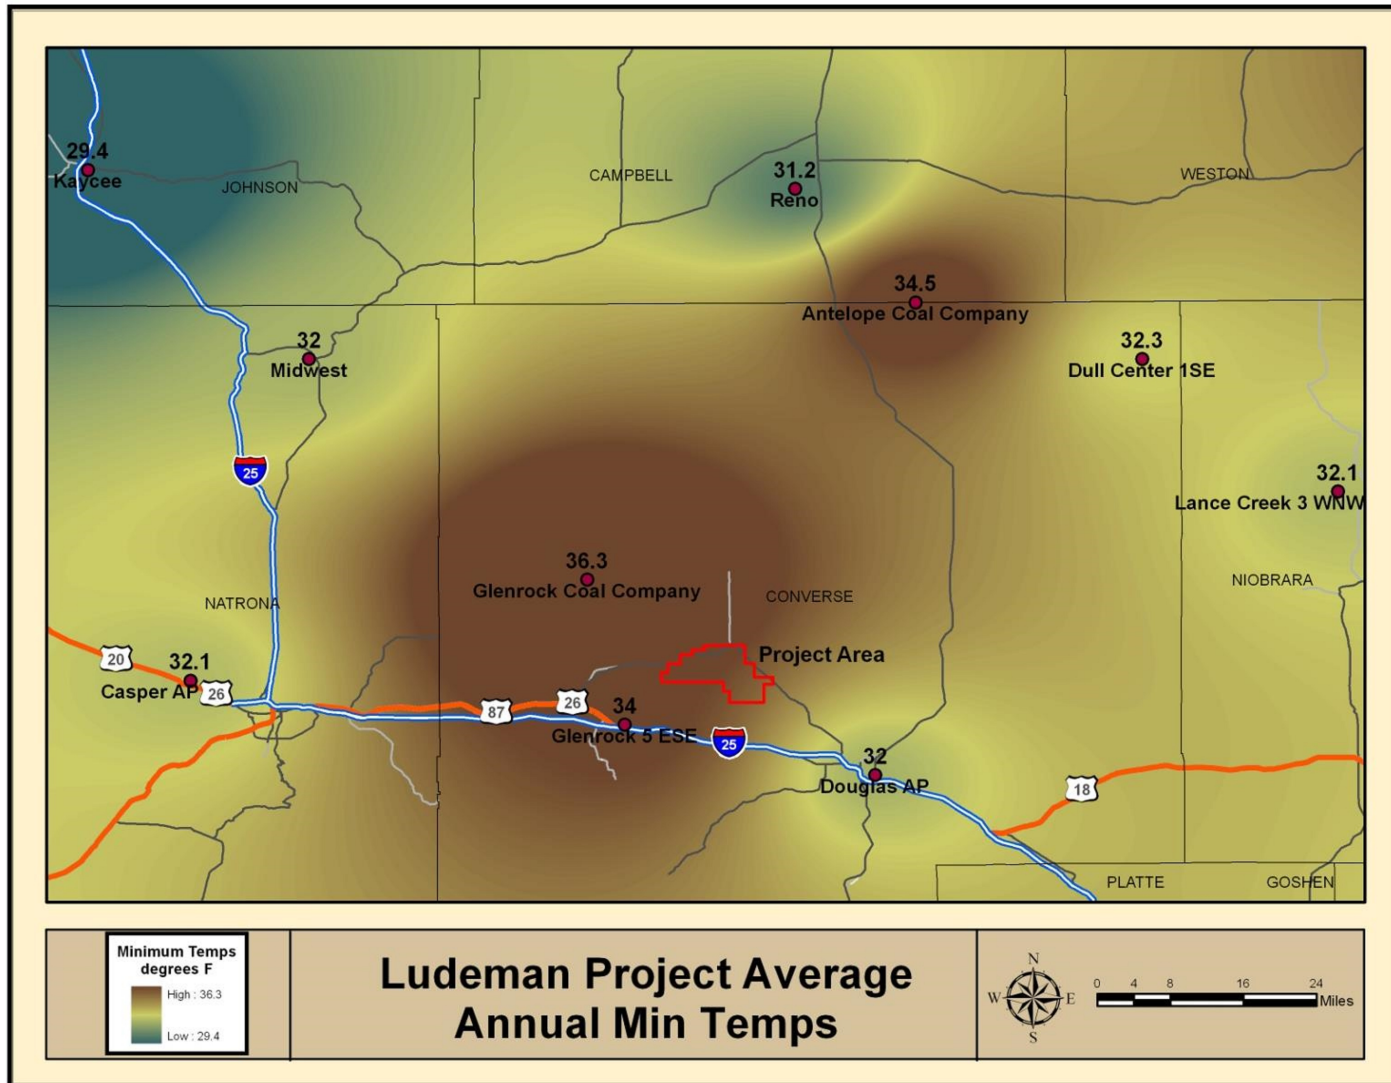 29.4
Kaycee
JOHNSON
CAMPBELL
31.2
Reno
WESTON
34.5
Antelope Coal Company
32
Midwest
32.3
Dull Center 1SE
25
32.1
Lance Creek 3 WNW
36.3
Glenrock Coal Company
NATRONA
CONVERSE
NIOBRARA
20
32.1
Casper AP
26
Project Area
87
26
34
Glenrock 5 ESE
25
32
Douglas AP
18
PLATTE
GOSHEN
Minimum Temps
degrees F
High : 36.3
Low : 29.4
Ludeman Project Average
Annual Min Temps
N
W
E
S
0 4 8 16 24
Miles